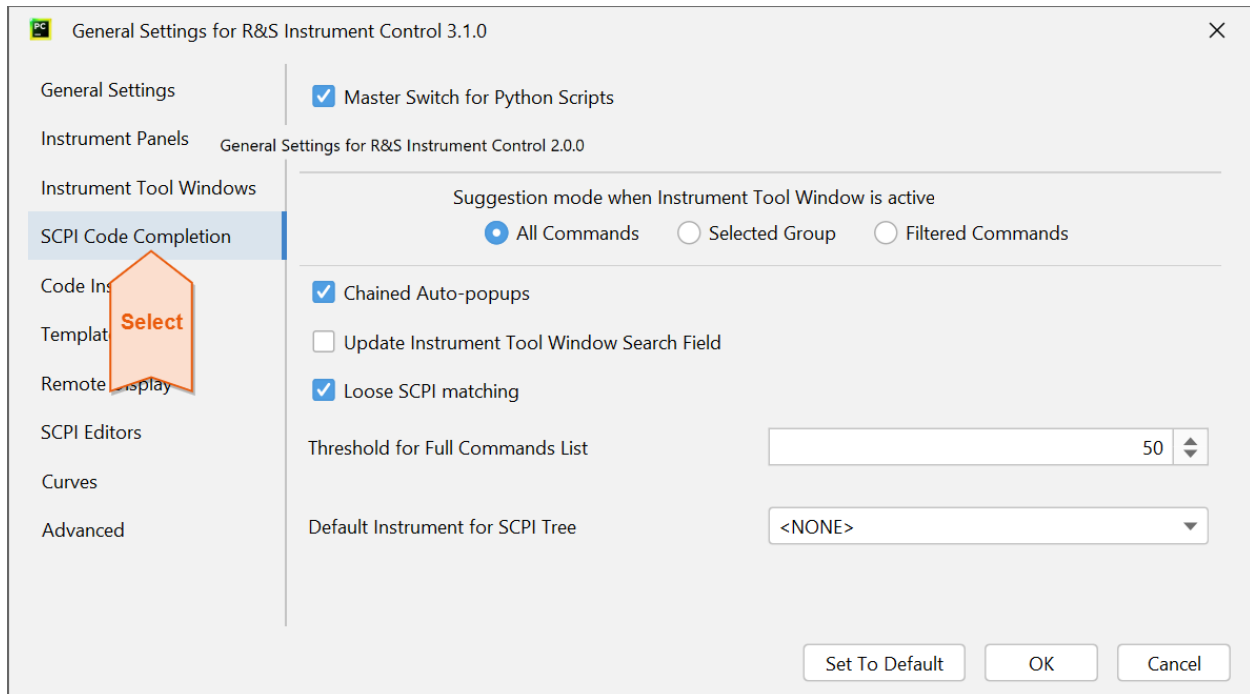 PC
General Settings for R&S Instrument Control 3.1.0
General Settings
Instrument Panels
Instrument Tool Windows
SCPI Code Completion
Code Ins
Templat
Remote Display
SCPI Editors
Curves
Advanced
Select
Master Switch for Python Scripts
General Settings for R&S Instrument Control 2.0.0
Suggestion mode when Instrument Tool Window is active
All Commands Selected Group Filtered Commands
Chained Auto-popups
Update Instrument Tool Window Search Field
Loose SCPI matching
Threshold for Full Commands List 50
Default Instrument for SCPI Tree <NONE>
Set To Default OK Cancel